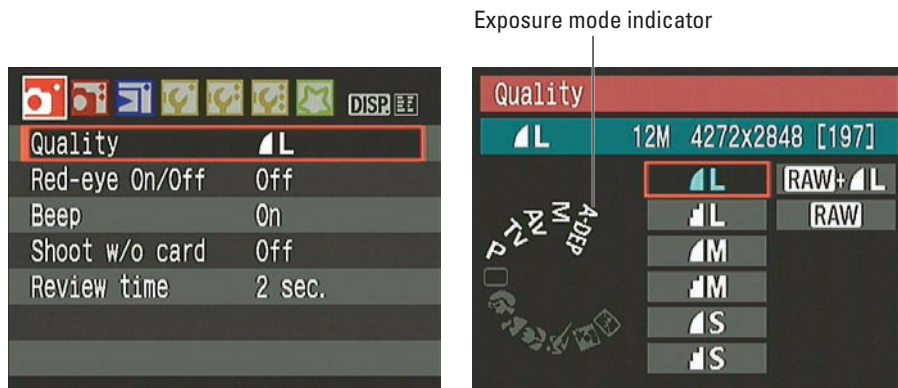 Exposure mode indicator
DISP.
Quality L
Red-eye On/Off Off
Beep On
Shoot w/o card Off
Review time 2 sec.
Quality
L 12M 4272x2848 [197]
L RAW+ L
L RAW
M
M
S
S
A-DEP
M
AV
TV
P